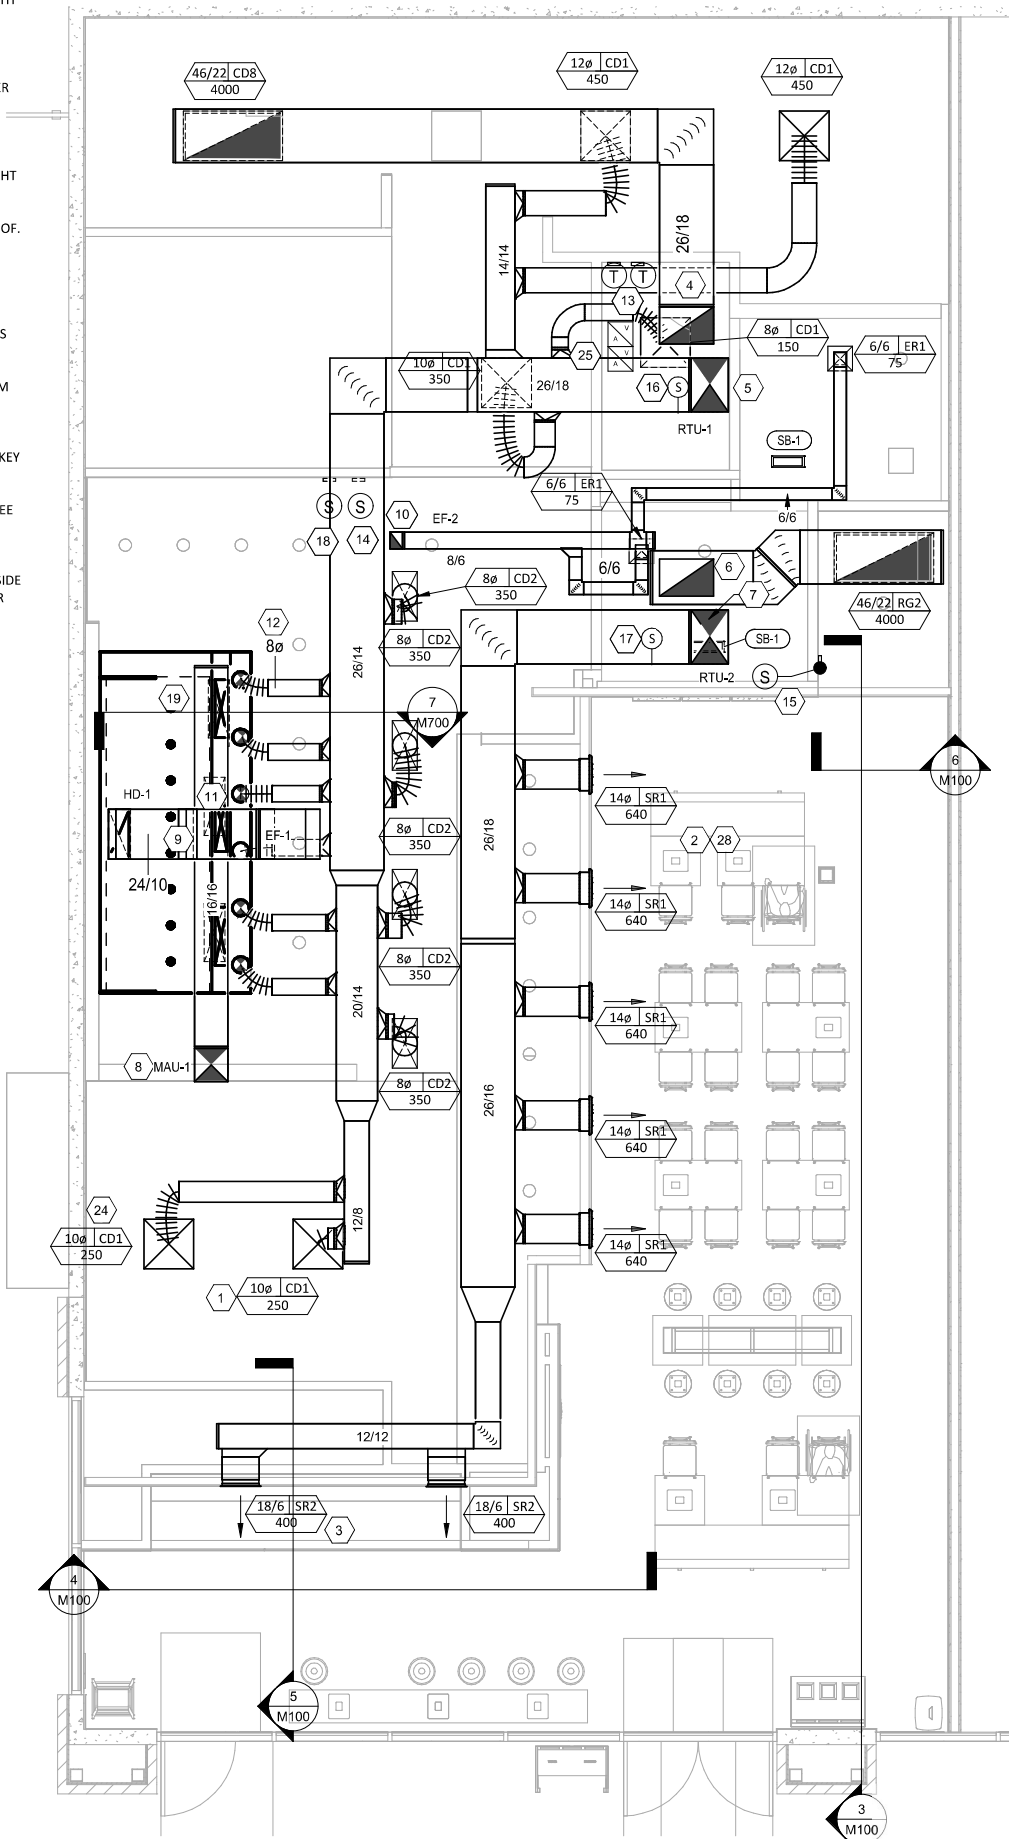 TH
46/22 CD8
4000
12ø CD1
450
12ø CD1
450
ER
HT
OF.
26/18
14/14
T T
4
13
S
8ø CD1
150
6/6 ER1
75
V
A
V
A
25
10ø CD1
350
26/18
16 S
5
M
RTU-1
SB-1
KEY
6/6 ER1
75
EE
S S
10
EF-2
6/6
18
14
8/6
6/6
6
SIDE
R
8ø CD2
350
7
46/22 RG2
4000
12
8ø
8ø CD2
350
17 S
SB-1
26/14
RTU-2
S
19
7
M700
15
6
M100
HD-1
11
14ø SR1
640
9
EF-1
8ø CD2
350
26/18
2 28
24/10
16/16
14ø SR1
640
8ø CD2
350
20/14
14ø SR1
640
8 MAU-1
8ø CD2
350
26/16
14ø SR1
640
24
12/8
10ø CD1
250
14ø SR1
640
1
10ø CD1
250
12/12
18/6 SR2
400
3
18/6 SR2
400
4
M100
5
M100
3
M100